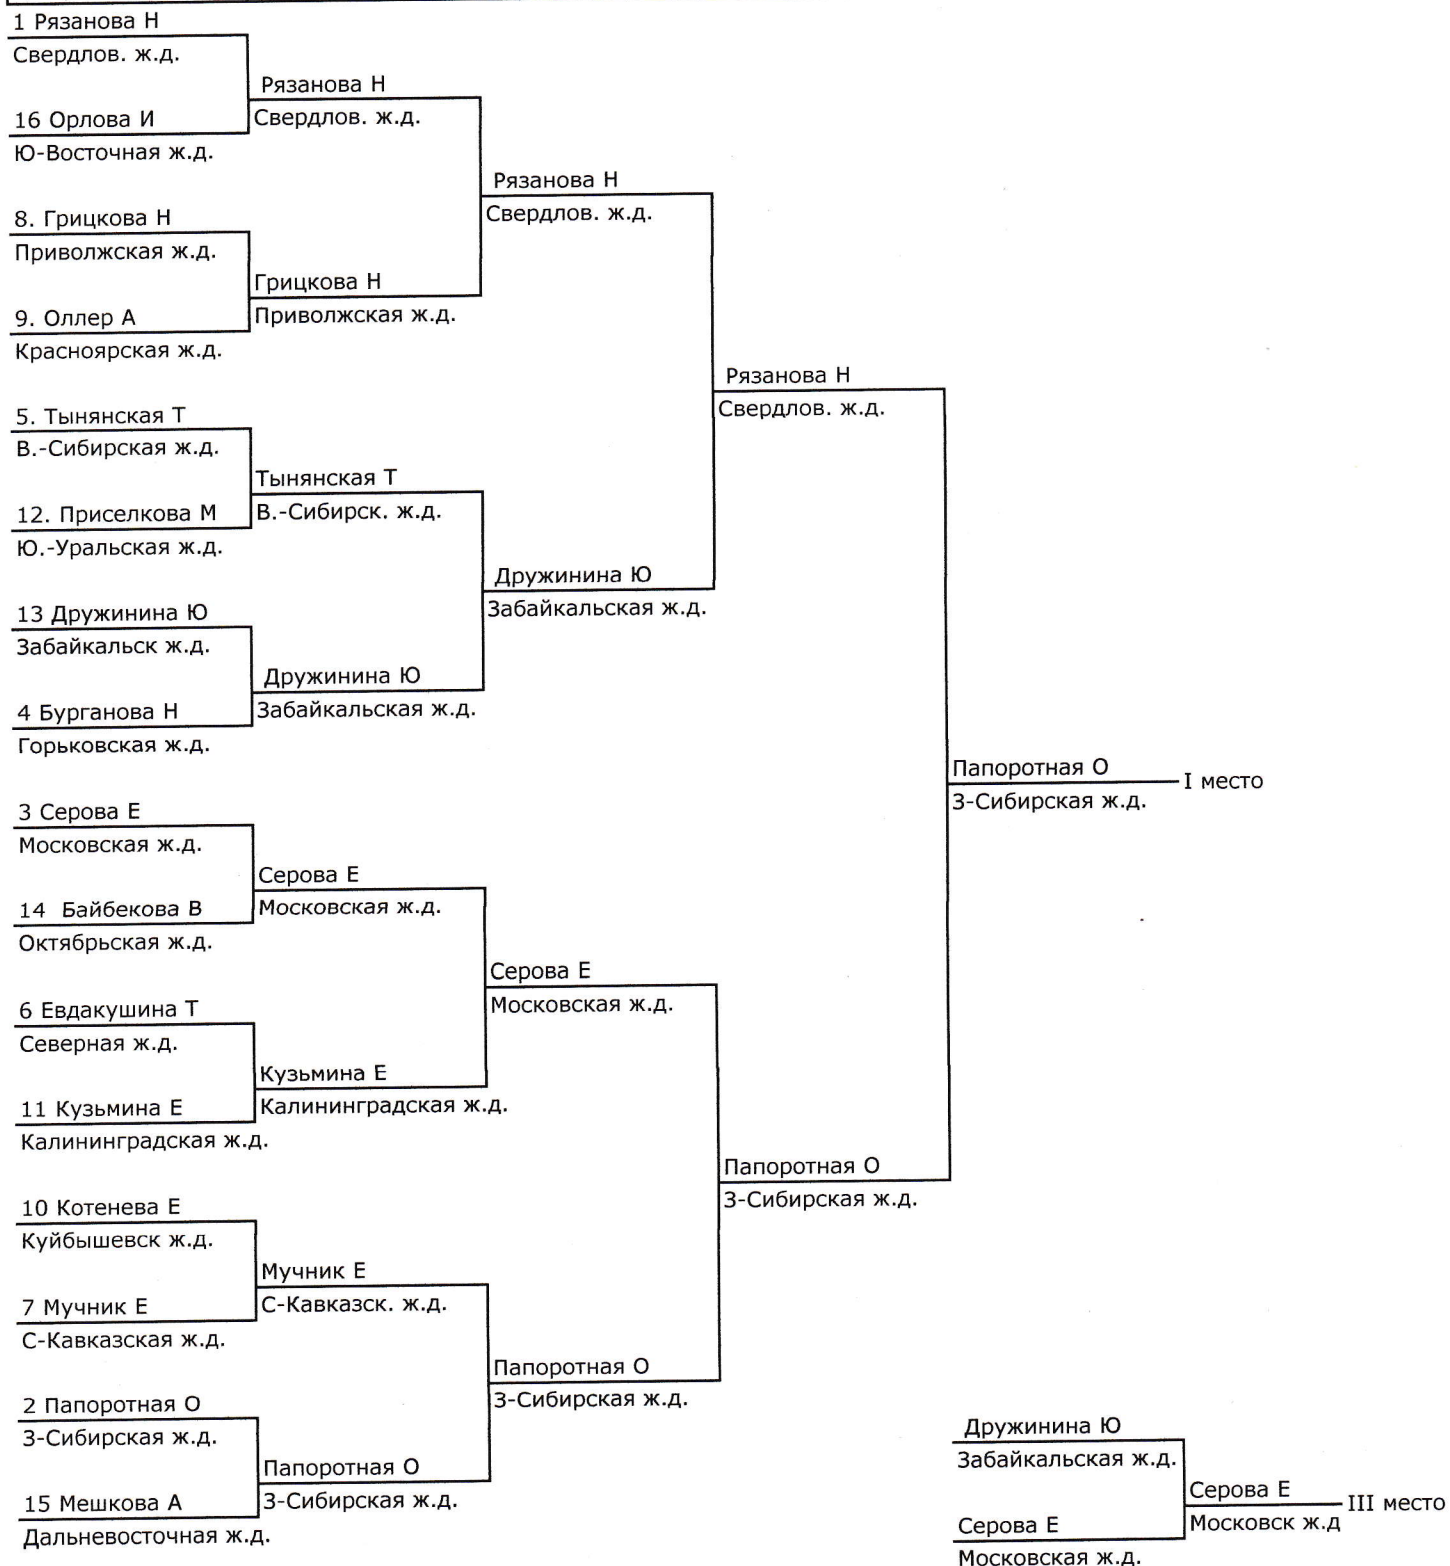 1 Рязанова Н
Свердлов. ж.д.
Рязанова Н
Свердлов. ж.д.
16 Орлова И
Ю-Восточная ж.д.
Рязанова Н
Свердлов. ж.д.
8. Грицкова Н
Приволжская ж.д.
Грицкова Н
Приволжская ж.д.
9. Оллер А
Красноярская ж.д.
Рязанова Н
Свердлов. ж.д.
5. Тынянская Т
В.-Сибирская ж.д.
Тынянская Т
В.-Сибирск. ж.д.
12. Приселкова М
Ю.-Уральская ж.д.
Дружинина Ю
Забайкальская ж.д.
13 Дружинина Ю
Забайкальск ж.д.
Дружинина Ю
Забайкальская ж.д.
4 Бурганова Н
Горьковская ж.д.
Папоротная О
I место
З-Сибирская ж.д.
3 Серова Е
Московская ж.д.
Серова Е
Московская ж.д.
14 Байбекова В
Октябрьская ж.д.
Серова Е
Московская ж.д.
6 Евдакушина Т
Северная ж.д.
Кузьмина Е
Калининградская ж.д.
11 Кузьмина Е
Калининградская ж.д.
Папоротная О
З-Сибирская ж.д.
10 Котенева Е
Куйбышевск ж.д.
Мучник Е
С-Кавказск. ж.д.
7 Мучник Е
С-Кавказская ж.д.
Папоротная О
З-Сибирская ж.д.
2 Папоротная О
З-Сибирская ж.д.
Папоротная О
З-Сибирская ж.д.
15 Мешкова А
Дальневосточная ж.д.
Дружинина Ю
Забайкальская ж.д.
Серова Е
III место
Московск ж.д
Серова Е
Московская ж.д.